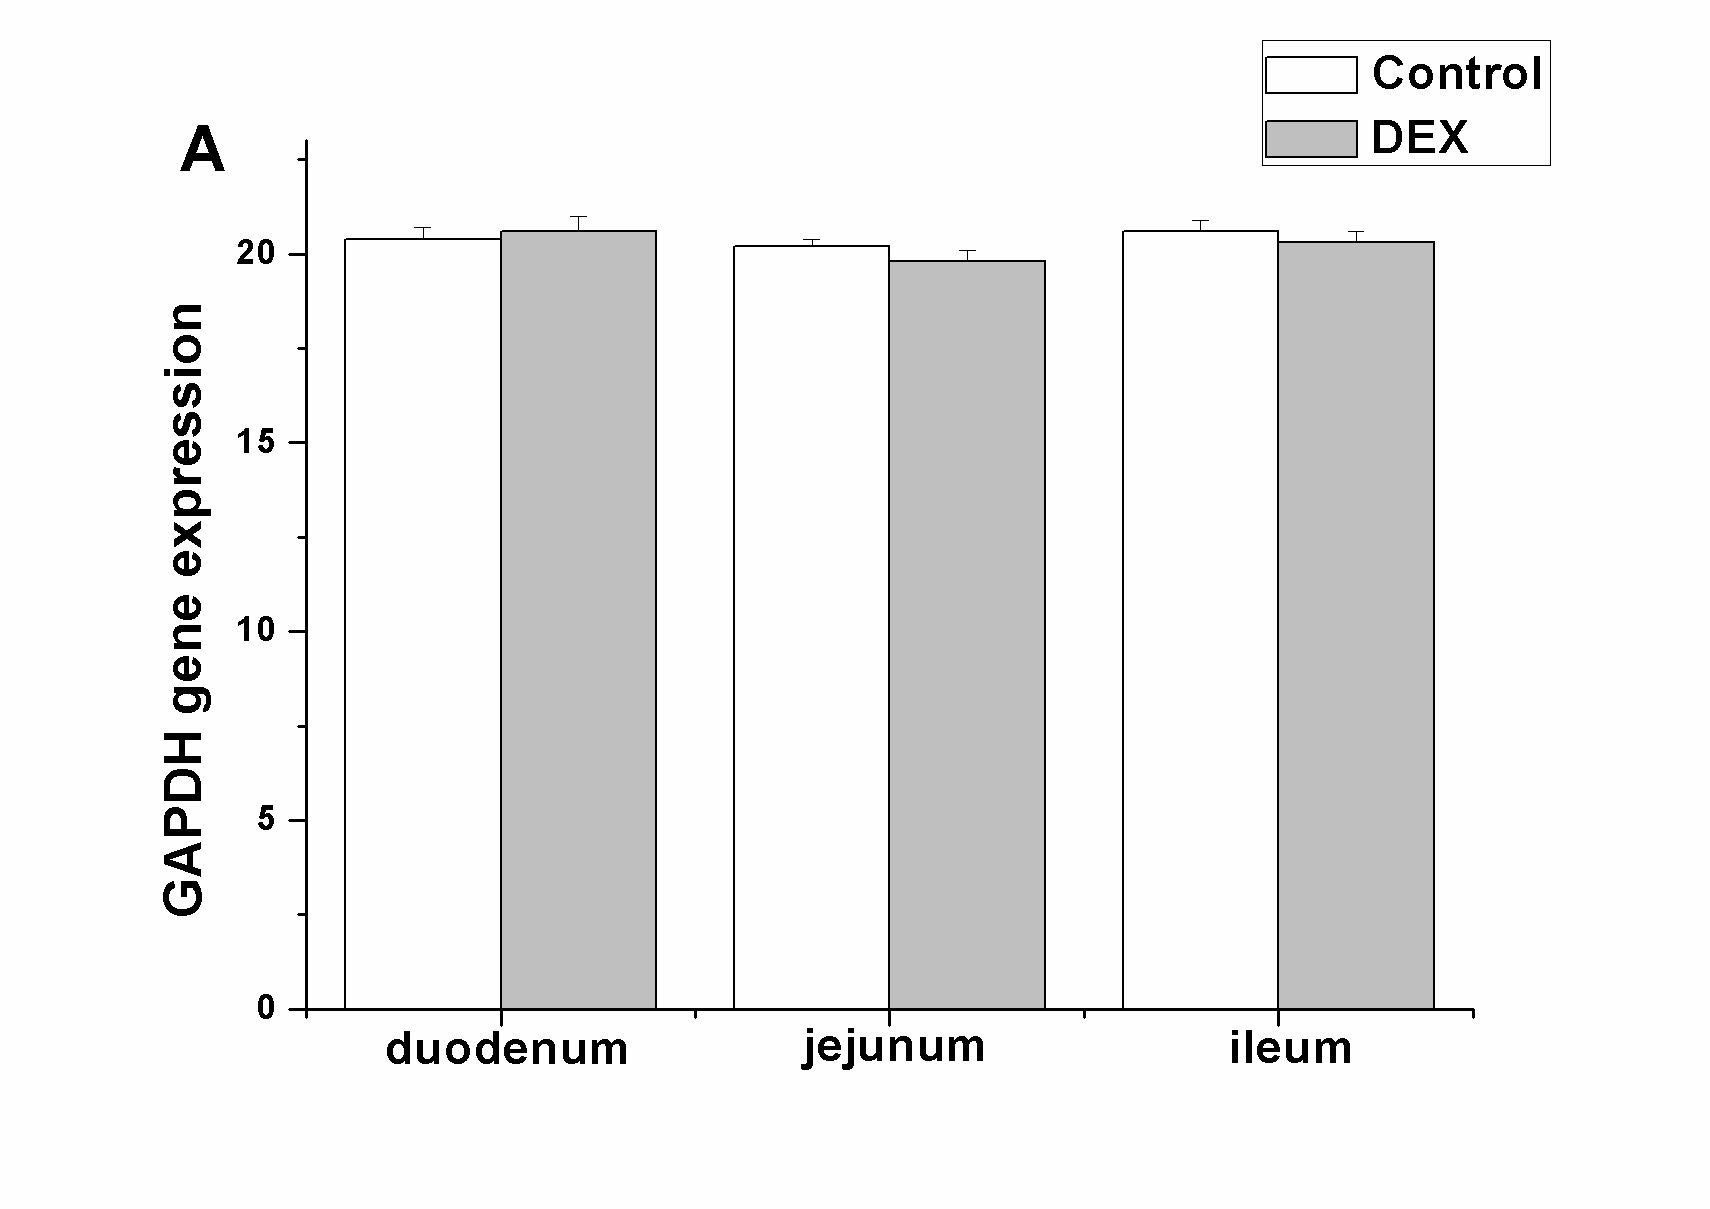 Control
DEX
A
GAPDH gene expression
20
15
10
5
0
duodenum
jejunum
ileum